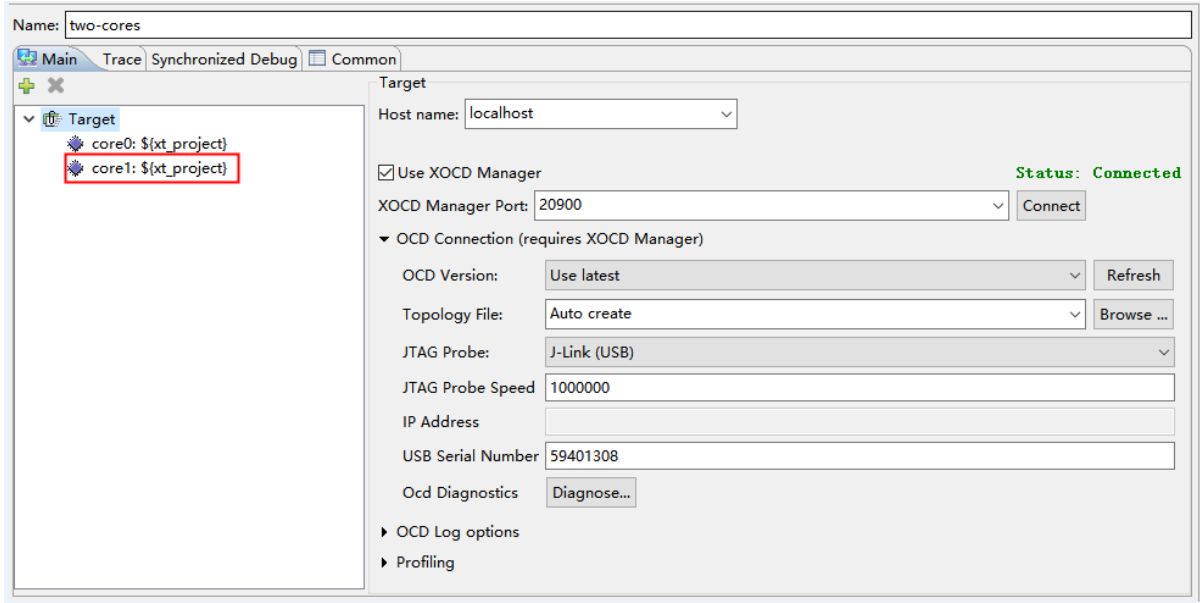 Name: two-cores
Main Trace Synchronized Debug Common
Target
core0: ${xt_project}
core1: ${xt_project}
Target
Host name: localhost
Use XOCD Manager Status: Connected
XOCD Manager Port: 20900 Connect
OCD Connection (requires XOCD Manager)
OCD Version: Use latest Refresh
Topology File: Auto create Browse ...
JTAG Probe: J-Link (USB)
JTAG Probe Speed 1000000
IP Address
USB Serial Number 59401308
Ocd Diagnostics Diagnose...
OCD Log options
Profiling